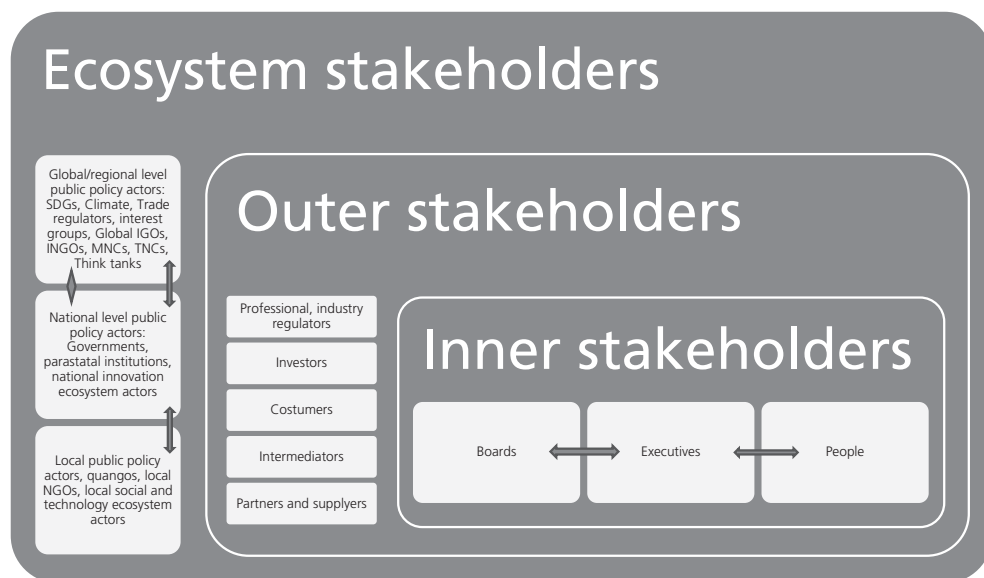 Ecosystem stakeholders
Global/regional level
public policy actors:
SDGs, Climate, Trade
regulators, interest
groups, Global IGOs,
INGOs, MNCs, TNCs,
Think tanks
National level public
policy actors:
Governments,
parastatal institutions,
national innovation
ecosystem actors
Local public policy
actors, quangos, local
NGOs, local social and
technology ecosystem
actors
Outer stakeholders
Professional, industry
regulators
Investors
Costumers
Intermediators
Partners and supplyers
Inner stakeholders
Boards
Executives
People